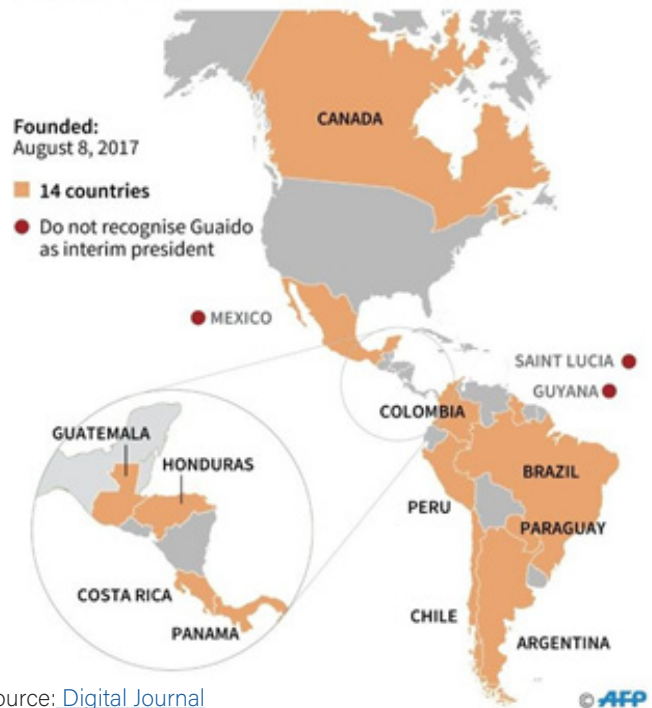 Founded:
August 8, 2017
14 countries
Do not recognise Guaido
as interim president
CANADA
MEXICO
SAINT LUCIA
GUYANA
COLOMBIA
GUATEMALA
HONDURAS
BRAZIL
PERU
PARAGUAY
COSTA RICA
CHILE
PANAMA
ARGENTINA
ource: Digital Journal
© AFP